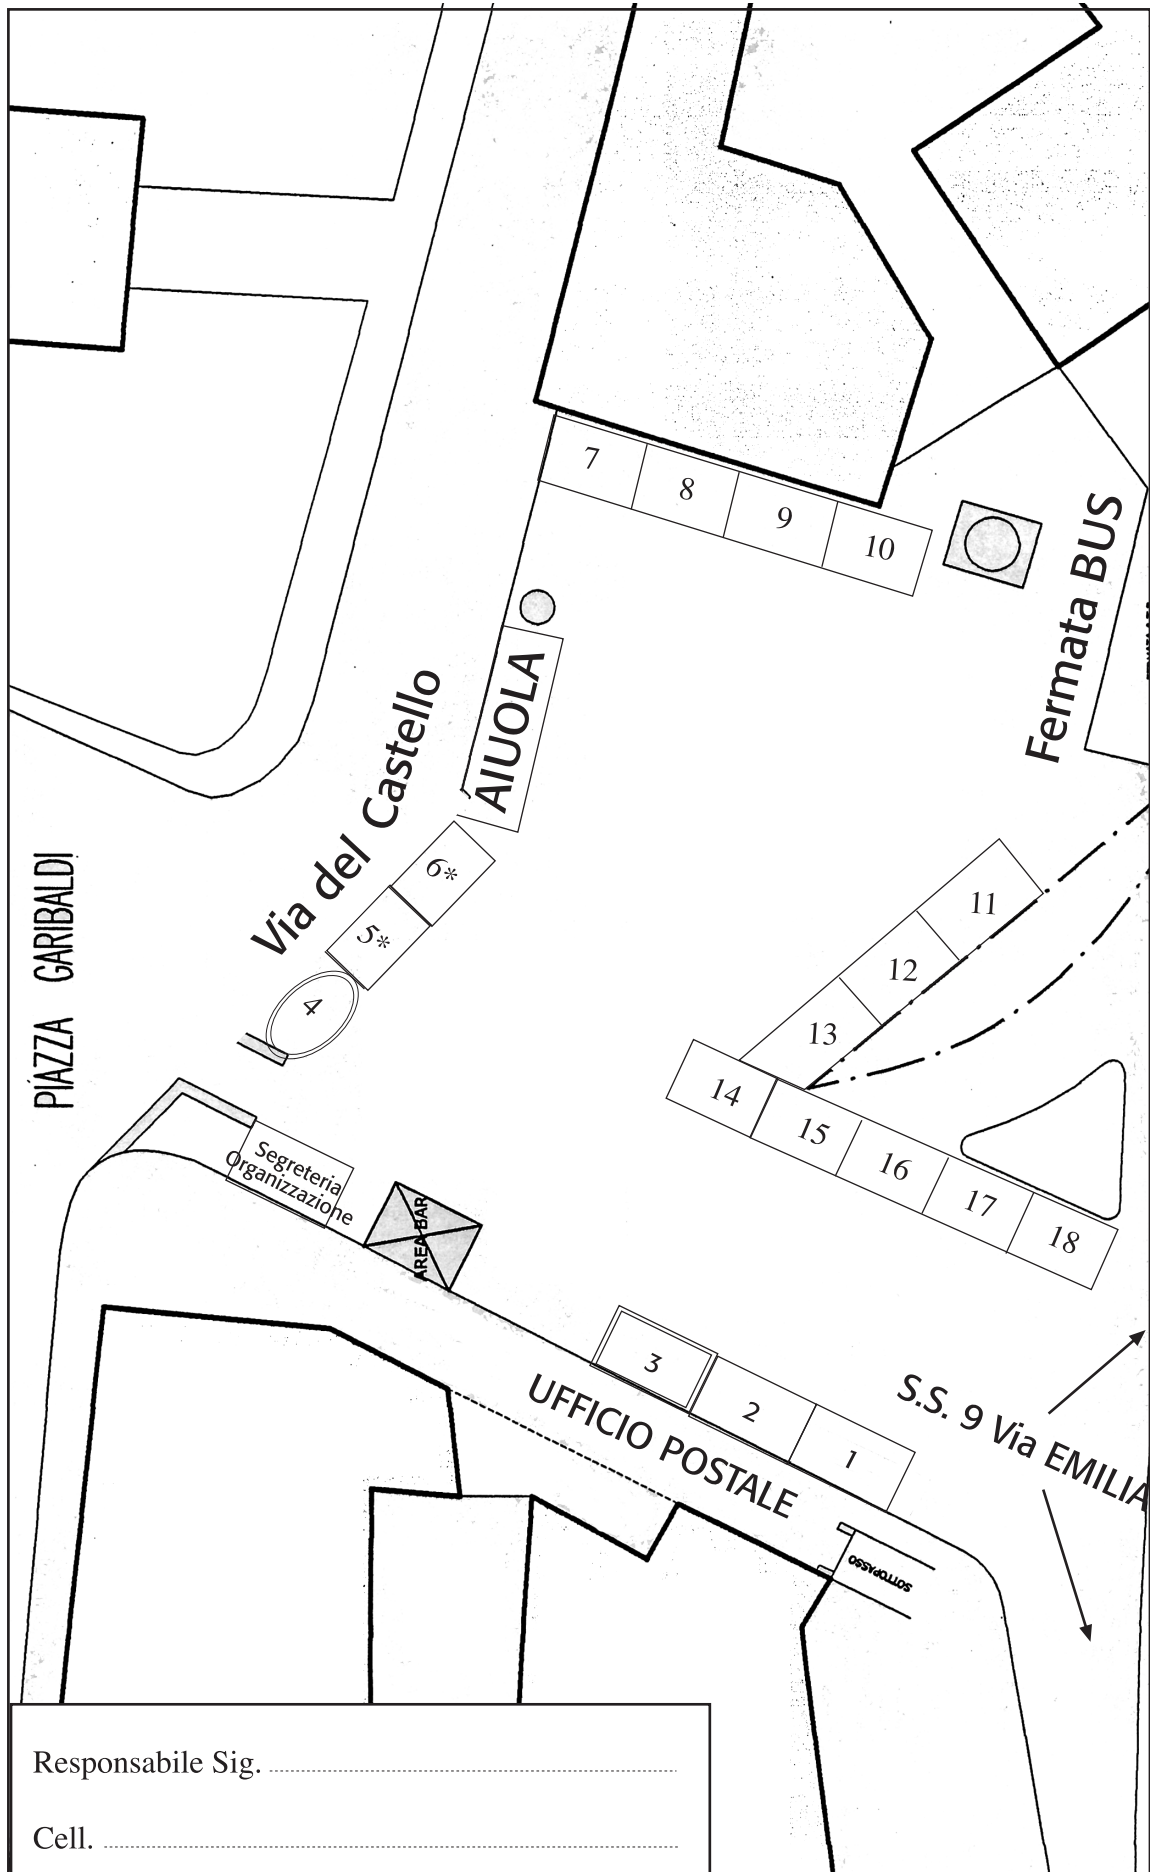 7
8
9
10
Fermata BUS
AIUOLA
Via del Castello
6*
5*
4
PIAZZA GARIBALDI
11
12
13
14
15
16
17
18
Segreteria
Organizzazione
AREA BAR
3
2
1
UFFICIO POSTALE
S.S. 9 Via EMILIA
SOTTOPASSO
Responsabile Sig.
Cell.